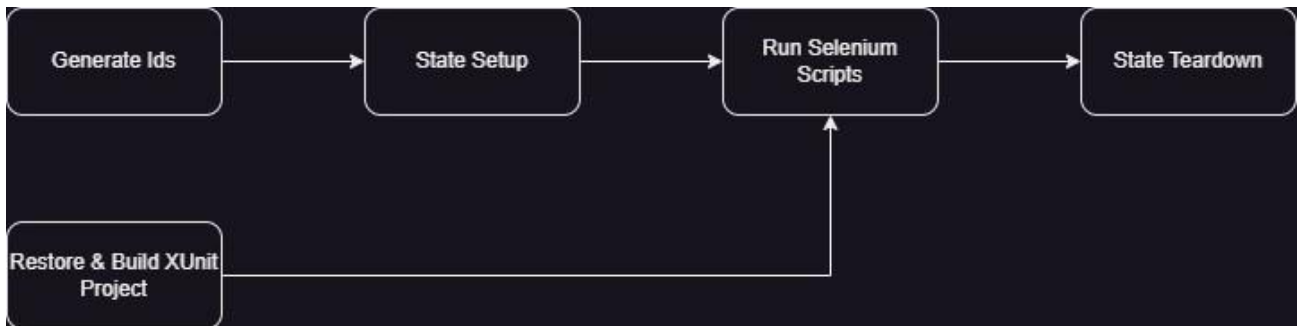 Generate Ids
State Setup
Run Selenium
Scripts
State Teardown
Restore & Build XUnit
Project